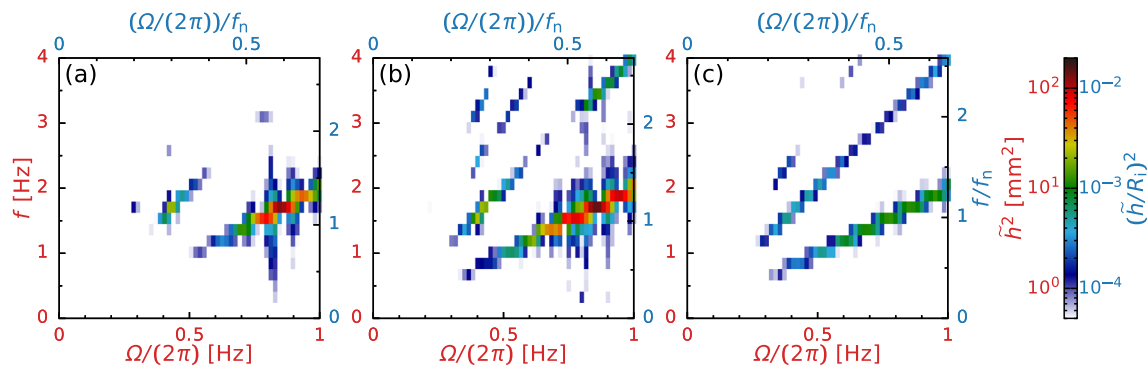 (Ω/(2π))/fₙ (Ω/(2π))/fₙ (Ω/(2π))/fₙ
0 0.5 0 0.5 0 0.5
(a) (b) (c)
4 4 4
3 3 3
2 2 2
1 1 1
0 0 0
f [Hz]
2 2 2
1 1 1
0 0 0
f/fₙ
0 0.5 0 0.5 0 0.5 1
1 1
Ω/(2π) [Hz] Ω/(2π) [Hz] Ω/(2π) [Hz]
h̃² [mm²]
10² 10⁻²
10¹ 10⁻³
10⁰ 10⁻⁴
(h̃/Rᵢ)²